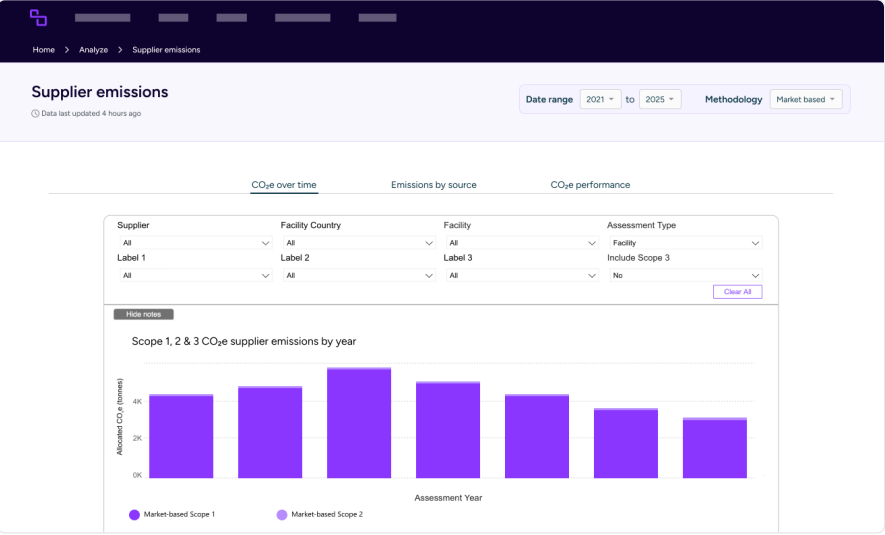 Home > Analyze > Supplier emissions
Supplier emissions
Data last updated 4 hours ago
Date range 2021 to 2025 Methodology Market based
CO₂e over time Emissions by source CO₂e performance
Supplier Facility Country Facility Assessment Type
All All All Facility
Label 1 Label 2 Label 3 Include Scope 3
All All All No
Clear All
Hide notes
Scope 1, 2 & 3 CO₂e supplier emissions by year
Allocated CO₂e (tonnes)
4K
2K
0K
Assessment Year
Market-based Scope 1 Market-based Scope 2